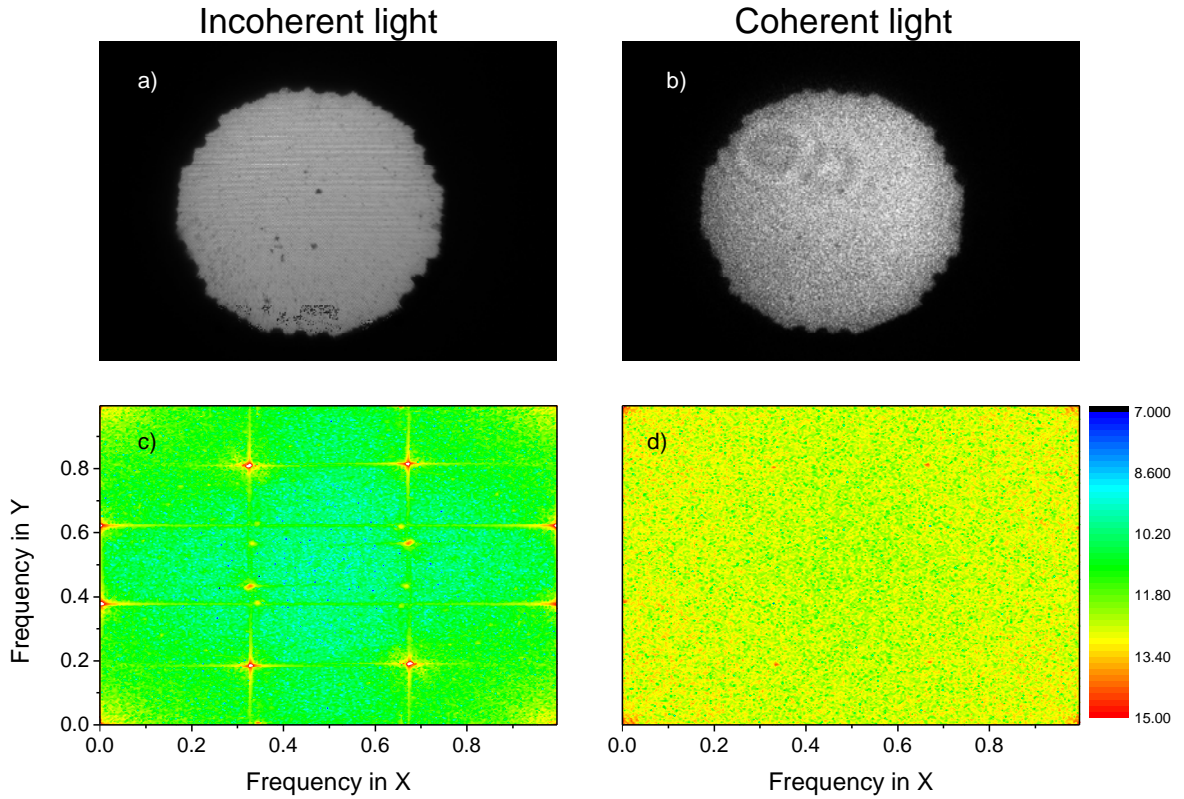 Incoherent light
Coherent light
a)
b)
c)
d)
Frequency in Y
0.8
0.6
0.4
0.2
0.0
0.0 0.2 0.4 0.6 0.8
Frequency in X
0.0 0.2 0.4 0.6 0.8
Frequency in X
7.000
8.600
10.20
11.80
13.40
15.00